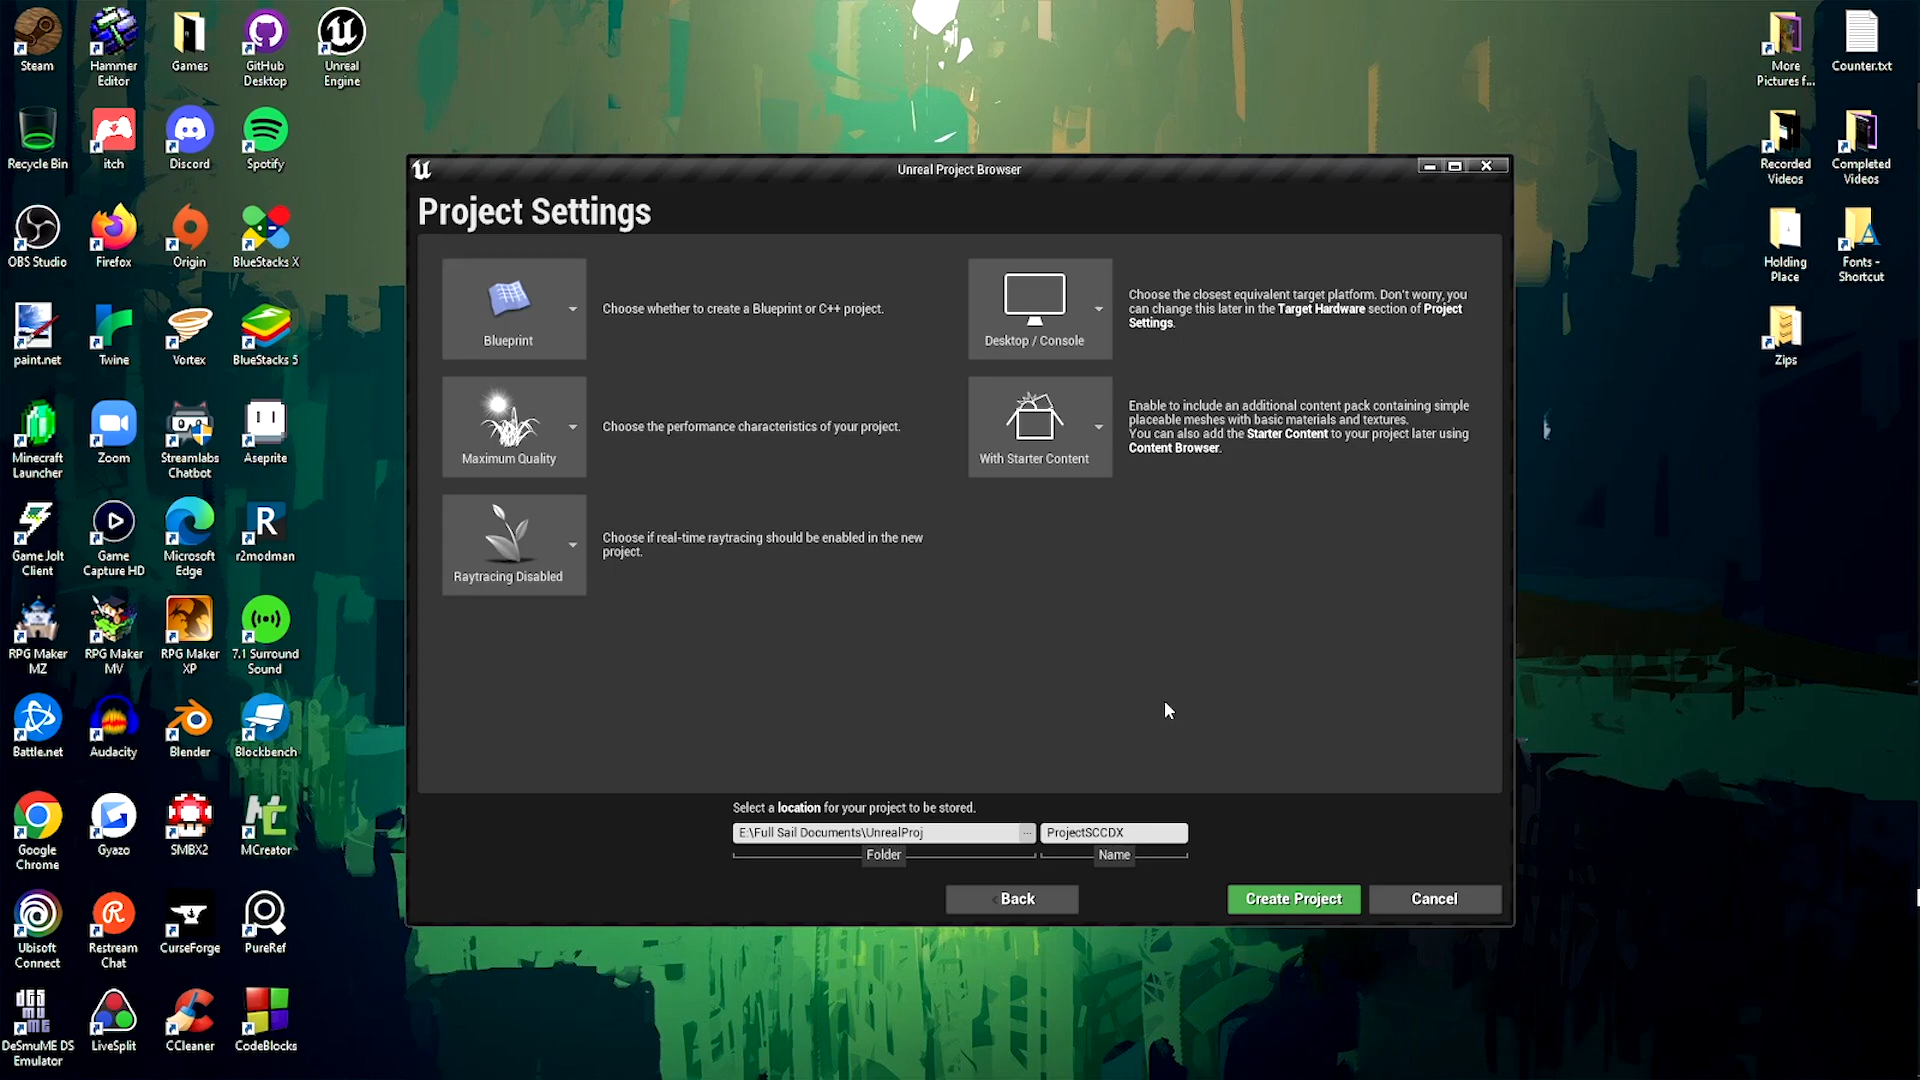 Steam
Hammer
Editor
Games
GitHub
Desktop
Unreal
Engine
Recycle Bin
itch
Discord
Spotify
OBS Studio
Firefox
Origin
BlueStacks X
paint.net
Twine
Vortex
BlueStacks 5
Minecraft
Launcher
Zoom
Streamlabs
Chatbot
Aseprite
Game Jolt
Client
Game
Capture HD
Microsoft
Edge
r2modman
RPG Maker
MZ
RPG Maker
MV
RPG Maker
XP
7.1 Surround
Sound
Battle.net
Audacity
Blender
Blockbench
Google
Chrome
Gyazo
SMBX2
MCreator
Ubisoft
Connect
Restream
Chat
CurseForge
PureRef
DeSmuME DS
Emulator
LiveSplit
CCleaner
CodeBlocks
Unreal Project Browser
Project Settings
Blueprint
Choose whether to create a Blueprint or C++ project.
Desktop / Console
Choose the closest equivalent target platform. Don't worry, you
can change this later in the Target Hardware section of Project
Settings.
Maximum Quality
Choose the performance characteristics of your project.
With Starter Content
Enable to include an additional content pack containing simple
placeable meshes with basic materials and textures.
You can also add the Starter Content to your project later using
Content Browser.
Raytracing Disabled
Choose if real-time raytracing should be enabled in the new
project.
Select a location for your project to be stored.
E:\Full Sail Documents\UnrealProj
...
ProjectSCCDX
Folder
Name
Back
Create Project
Cancel
More
Pictures f...
Counter.txt
Recorded
Videos
Completed
Videos
Holding
Place
Fonts -
Shortcut
Zips